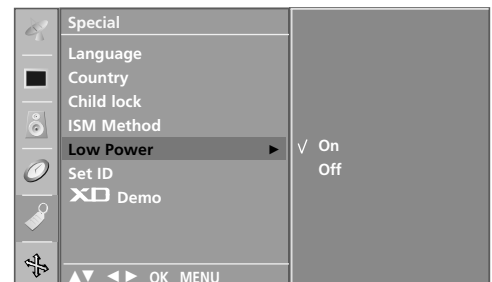 Special
Language
Country
Child lock
ISM Method
Low Power ►
√ On
Off
Set ID
XD Demo
▲▼ ◄► OK MENU